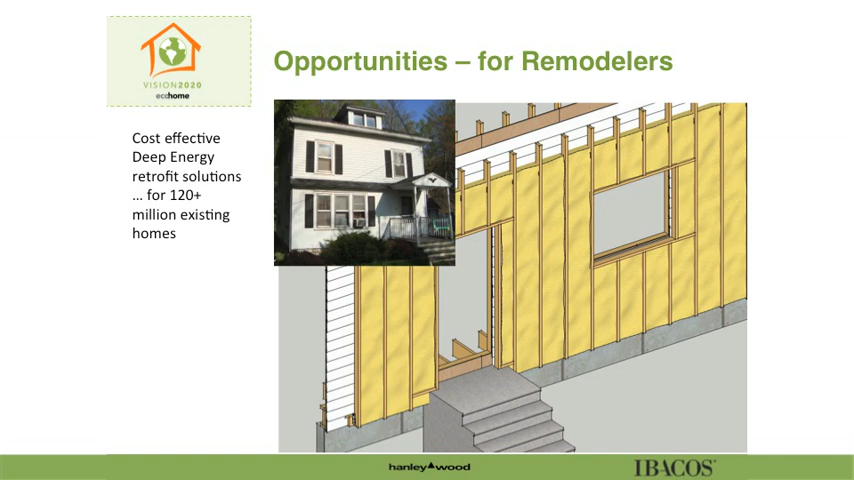 Opportunities – for Remodelers
VISION2020
ecohome
Cost effective
Deep Energy
retrofit solutions
... for 120+
million existing
homes
hanley wood
IBACOS